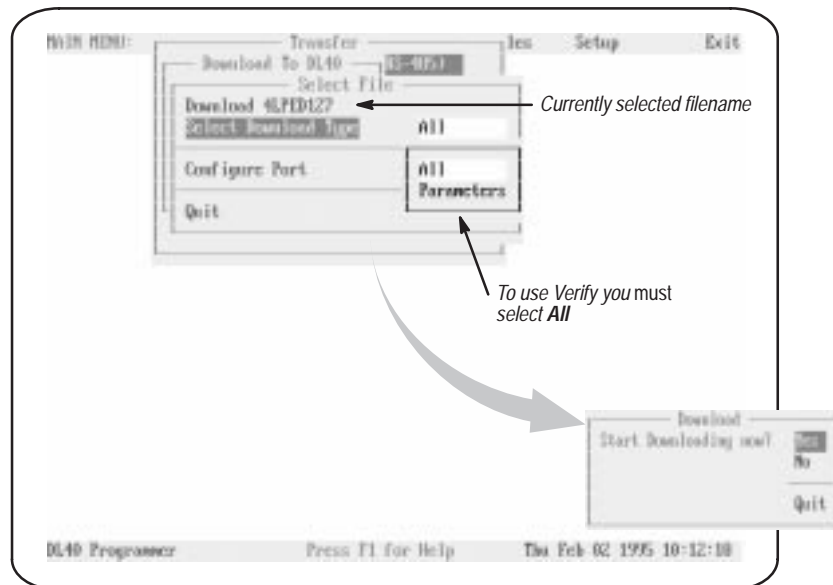 MAIN MENU: Transfer les Setup Exit
Download To DL40
Select File
Download 4LPED127
Currently selected filename
Select Download Type All
Configure Port All
Parameters
Quit
To use Verify you must
select All
Download
Start Downloading now? Yes
No
Quit
DL40 Programmer Press F1 for Help Thu Feb 02 1995 10:12:10